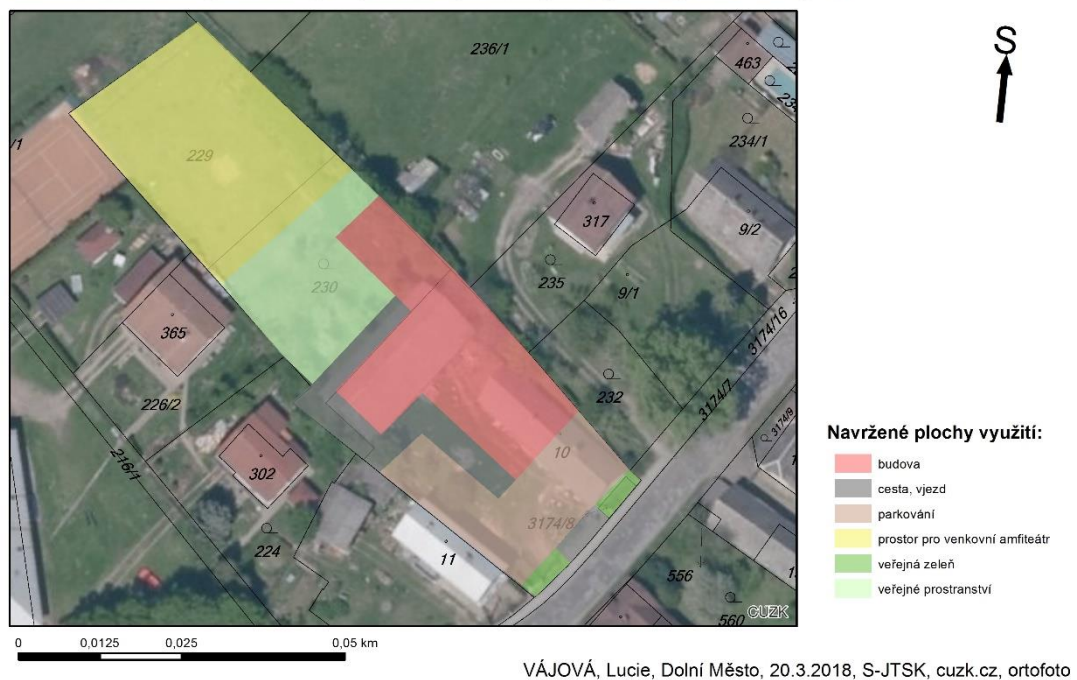 S
236/1
463
234/1
229
9/2
317
235
9/1
230
3174/16
365
232
3174/7
226/2
3174/9
216/1
302
10
3174/8
224
11
556
560
CUZK
Navržené plochy využití:
budova
cesta, vjezd
parkování
prostor pro venkovní amfiteátr
veřejná zeleň
veřejné prostranství
0 0,0125 0,025 0,05 km
VÁJOVÁ, Lucie, Dolní Město, 20.3.2018, S-JTSK, cuzk.cz, ortofoto